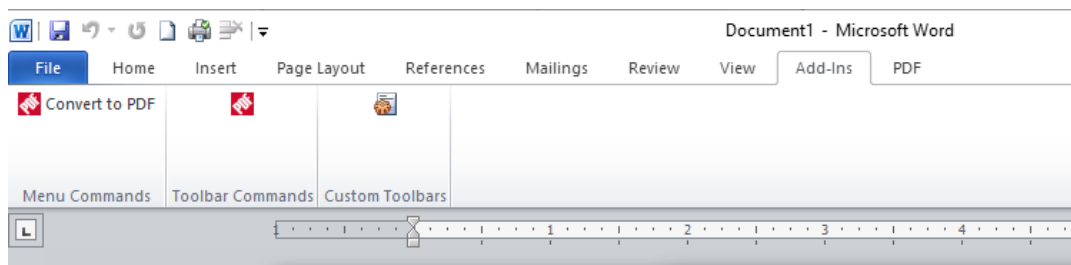 W
Document1 - Microsoft Word
File Home Insert Page Layout References Mailings Review View Add-Ins PDF
Convert to PDF
Menu Commands Toolbar Commands Custom Toolbars
L 1 1 2 3 4